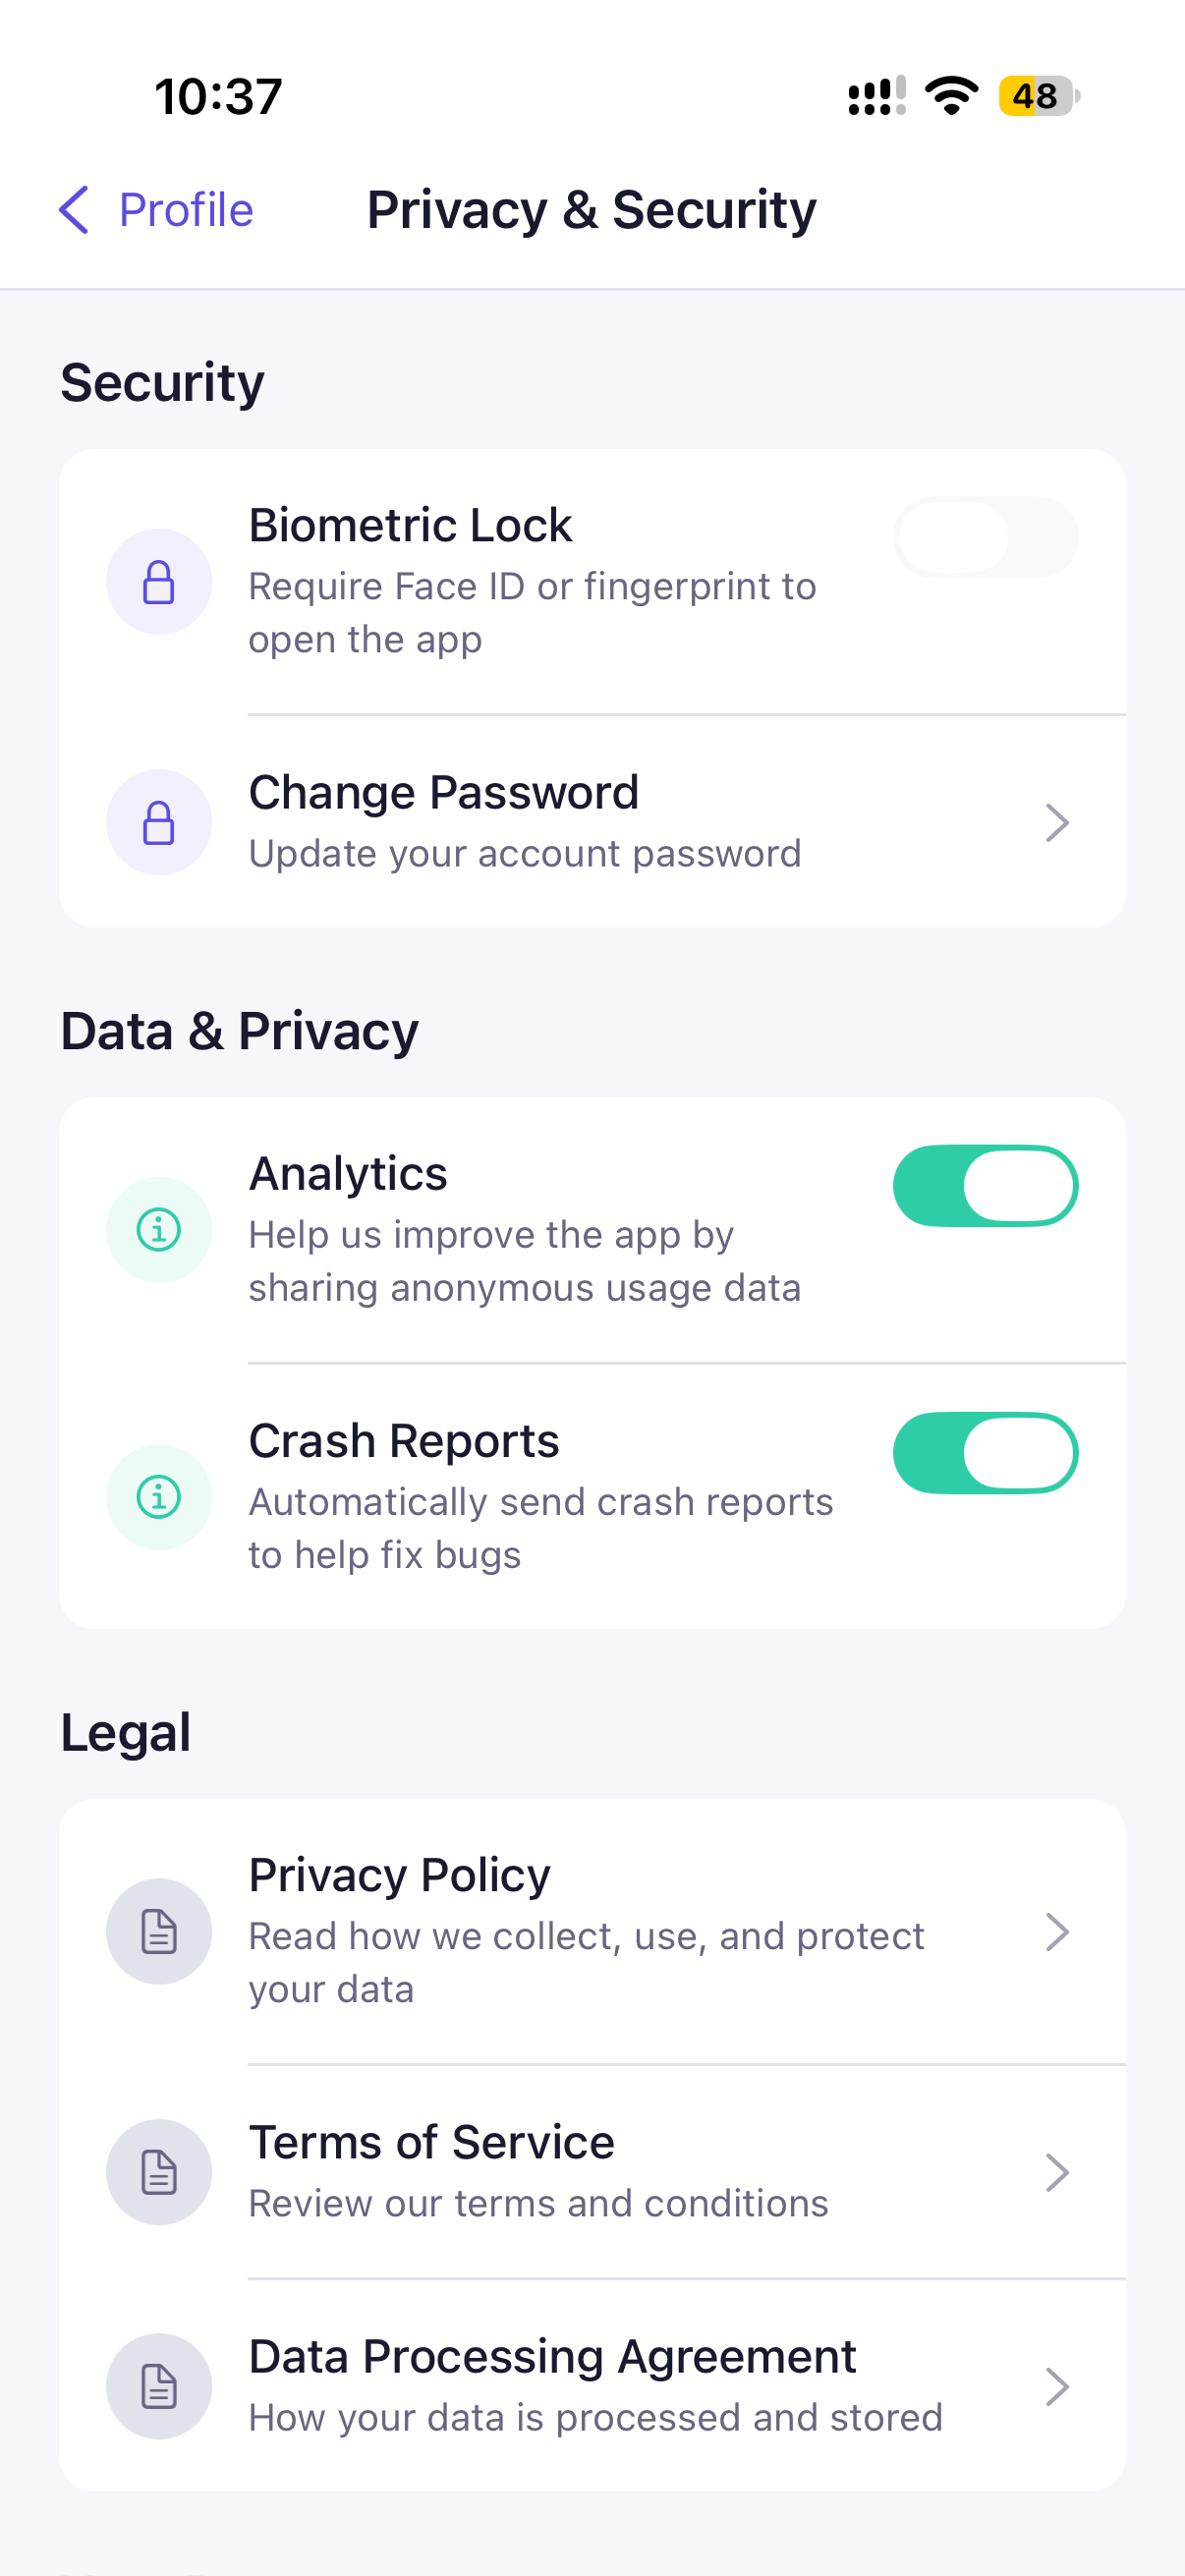 10:37
48
Profile
Privacy & Security
Security
Biometric Lock
Require Face ID or fingerprint to
open the app
Change Password
Update your account password
Data & Privacy
Analytics
Help us improve the app by
sharing anonymous usage data
Crash Reports
Automatically send crash reports
to help fix bugs
Legal
Privacy Policy
Read how we collect, use, and protect
your data
Terms of Service
Review our terms and conditions
Data Processing Agreement
How your data is processed and stored